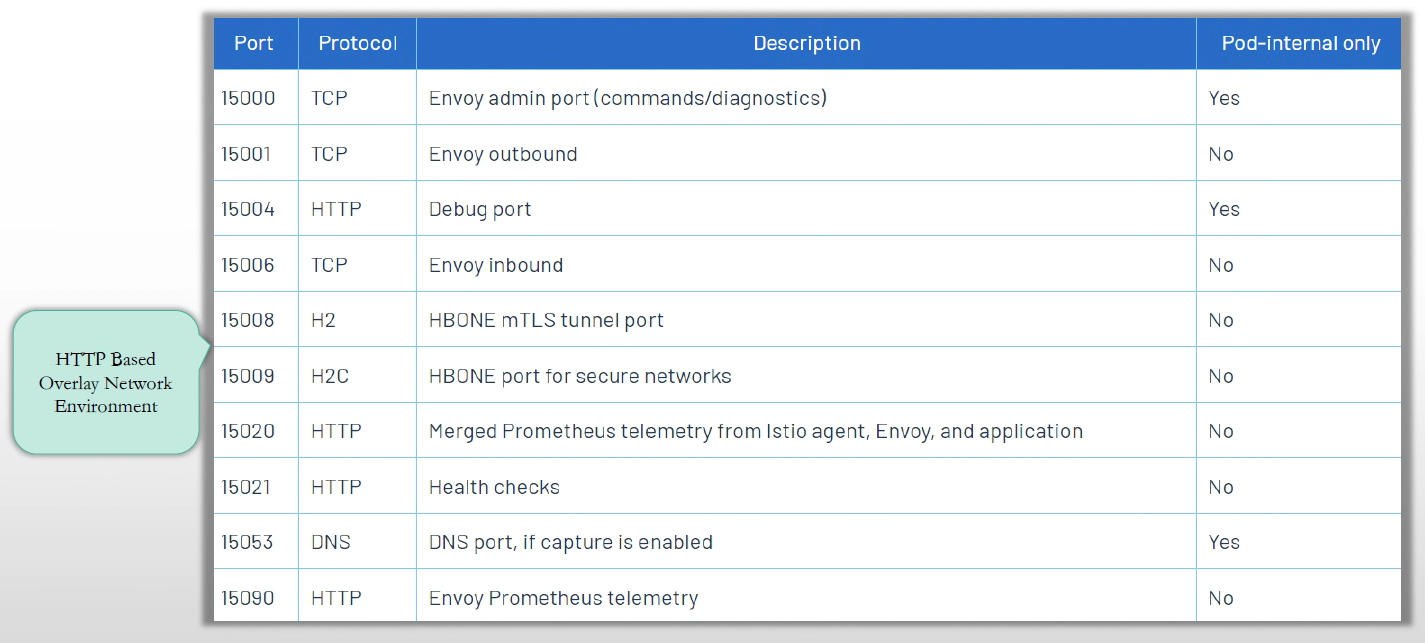 Port Protocol Description Pod-internal only
15000 TCP Envoy admin port (commands/diagnostics) Yes
15001 TCP Envoy outbound No
15004 HTTP Debug port Yes
15006 TCP Envoy inbound No
15008 H2 HBONE mTLS tunnel port No
15009 H2C HBONE port for secure networks No
15020 HTTP Merged Prometheus telemetry from Istio agent, Envoy, and application No
15021 HTTP Health checks No
15053 DNS DNS port, if capture is enabled Yes
15090 HTTP Envoy Prometheus telemetry No
HTTP Based
Overlay Network
Environment